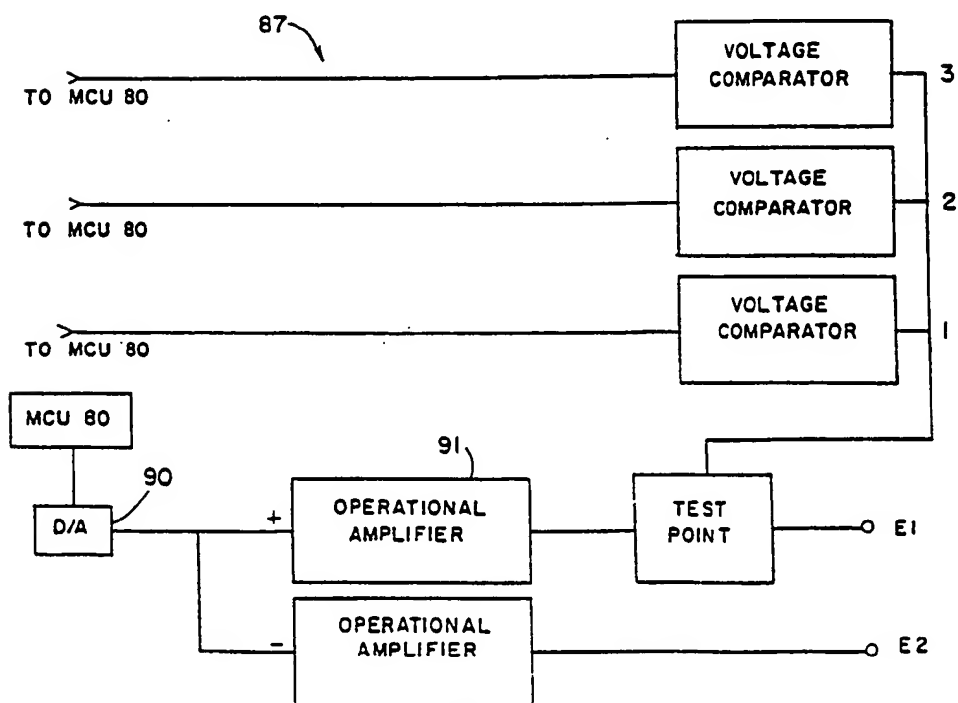 87
VOLTAGE
COMPARATOR
3
TO MCU 80
VOLTAGE
COMPARATOR
2
TO MCU 80
VOLTAGE
COMPARATOR
1
TO MCU 80
MCU 80
90
91
D/A
+
OPERATIONAL
AMPLIFIER
TEST
POINT
E1
-
OPERATIONAL
AMPLIFIER
E2